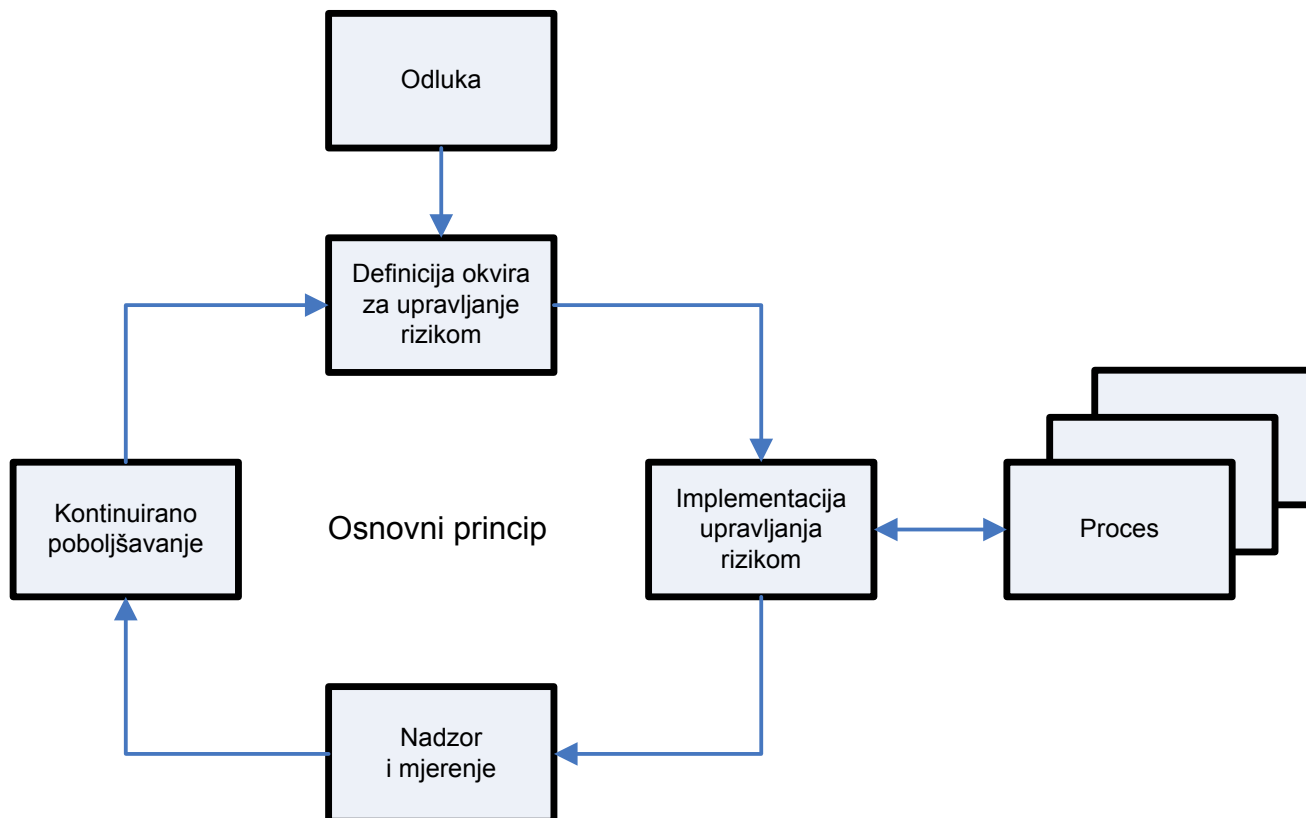 Odluka
Definicija okvira
za upravljanje
rizikom
Kontinuirano
poboljšavanje
Osnovni princip
Implementacija
upravljanja
rizikom
Proces
Nadzor
i mjerenje